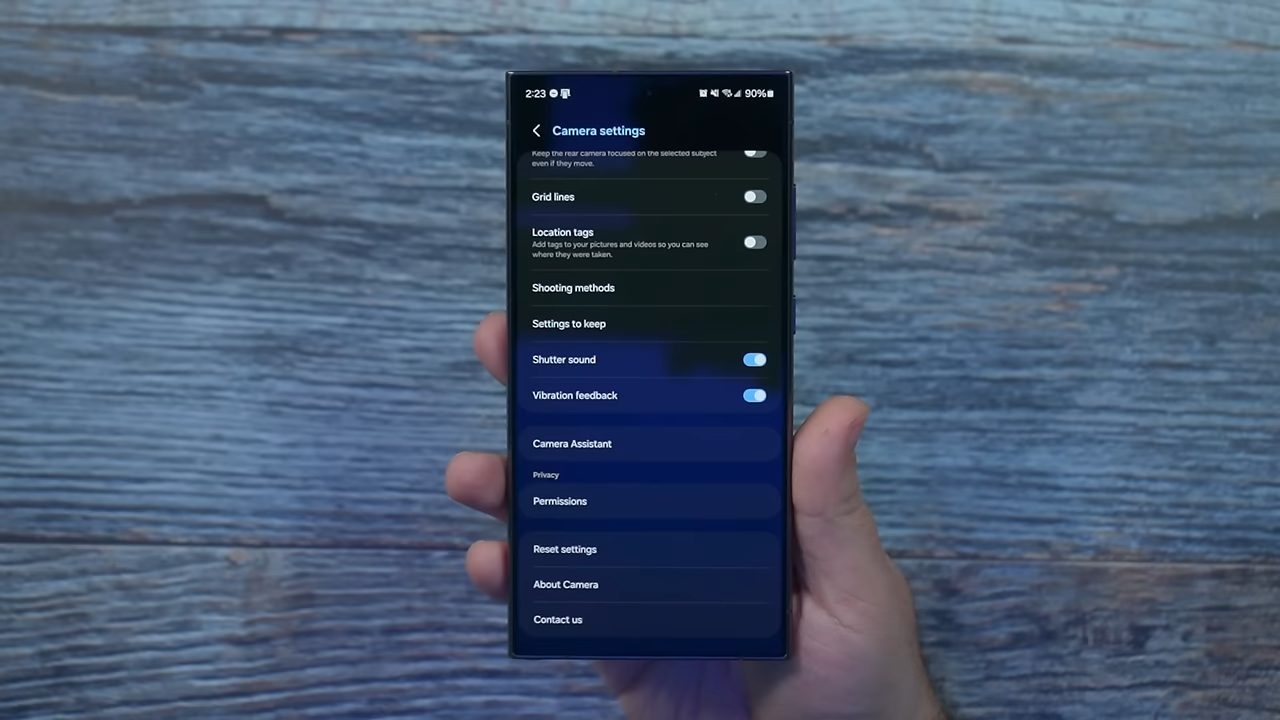 2:23 90%
Camera settings
Keep the rear camera focused on the selected subject
even if they move.
Grid lines
Location tags
Add tags to your pictures and videos so you can see
where they were taken.
Shooting methods
Settings to keep
Shutter sound
Vibration feedback
Camera Assistant
Privacy
Permissions
Reset settings
About Camera
Contact us